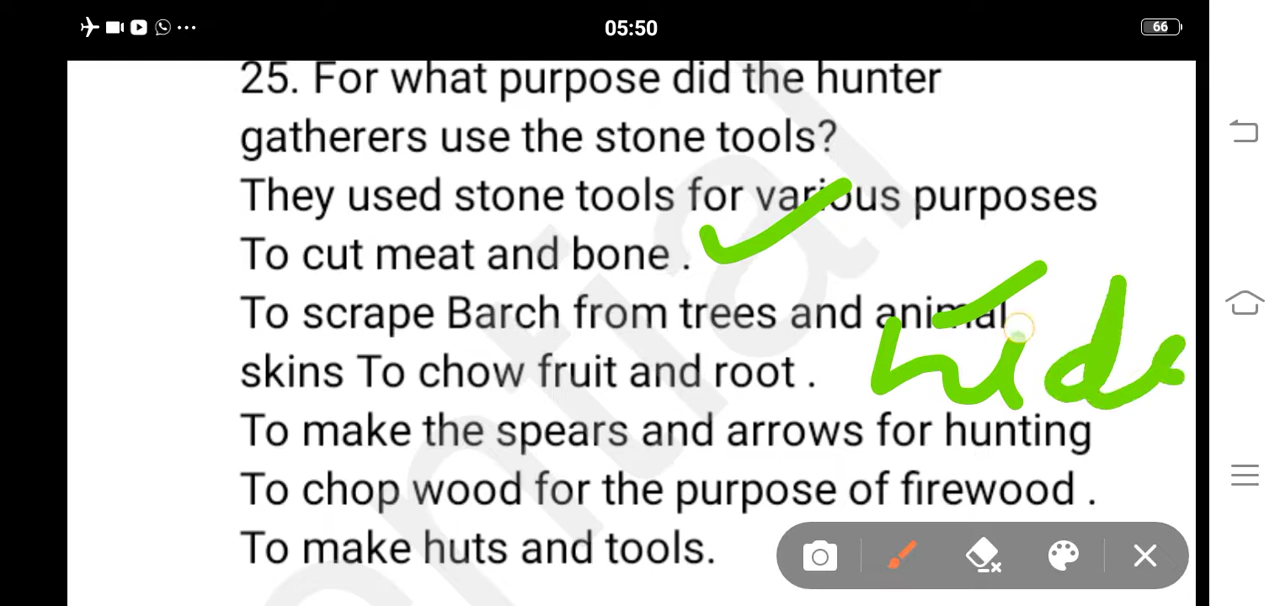 05:50
66
25. For what purpose did the hunter
gatherers use the stone tools?
They used stone tools for various purposes
To cut meat and bone .
To scrape Barch from trees and animal
hide
skins To chow fruit and root .
To make the spears and arrows for hunting
To chop wood for the purpose of firewood .
To make huts and tools.